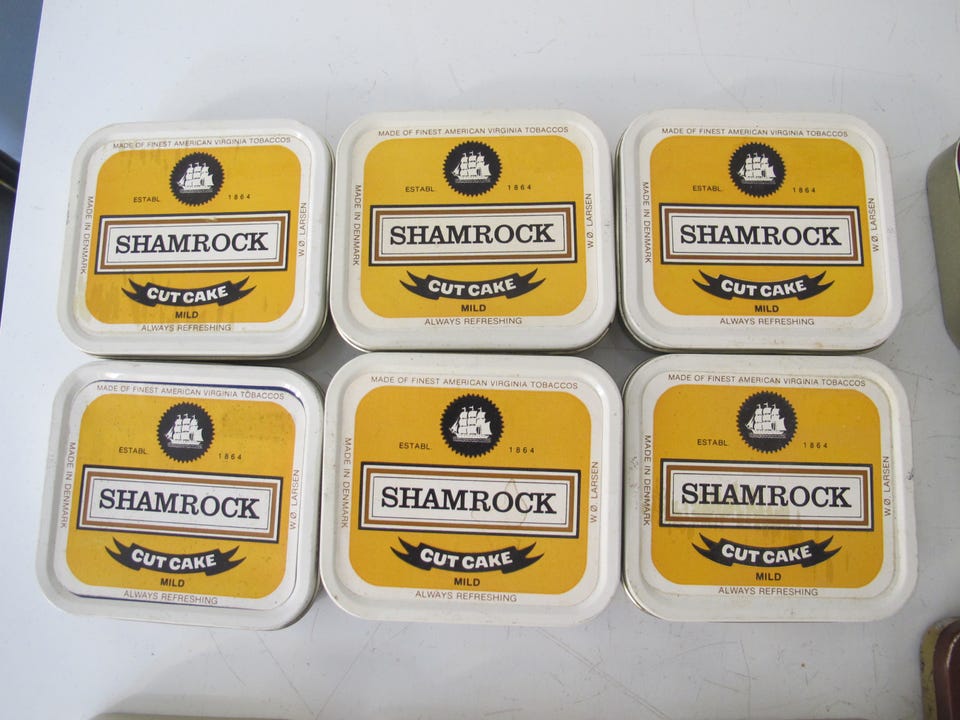 MADE OF FINEST AMERICAN VIRGINIA TOBACCOS
ESTABL. 1864
MADE IN DENMARK
SHAMROCK
W.Ø. LARSEN
CUT CAKE
MILD
ALWAYS REFRESHING
MADE OF FINEST AMERICAN VIRGINIA TOBACCOS
ESTABL. 1864
MADE IN DENMARK
SHAMROCK
W.Ø. LARSEN
CUT CAKE
MILD
ALWAYS REFRESHING
MADE OF FINEST AMERICAN VIRGINIA TOBACCOS
ESTABL. 1864
MADE IN DENMARK
SHAMROCK
W.Ø. LARSEN
CUT CAKE
MILD
ALWAYS REFRESHING
MADE OF FINEST AMERICAN VIRGINIA TOBACCOS
ESTABL. 1864
MADE IN DENMARK
SHAMROCK
W.Ø. LARSEN
CUT CAKE
MILD
ALWAYS REFRESHING
MADE OF FINEST AMERICAN VIRGINIA TOBACCOS
ESTABL. 1864
MADE IN DENMARK
SHAMROCK
W.Ø. LARSEN
CUT CAKE
MILD
ALWAYS REFRESHING
MADE OF FINEST AMERICAN VIRGINIA TOBACCOS
ESTABL. 1864
MADE IN DENMARK
SHAMROCK
W.Ø. LARSEN
CUT CAKE
MILD
ALWAYS REFRESHING